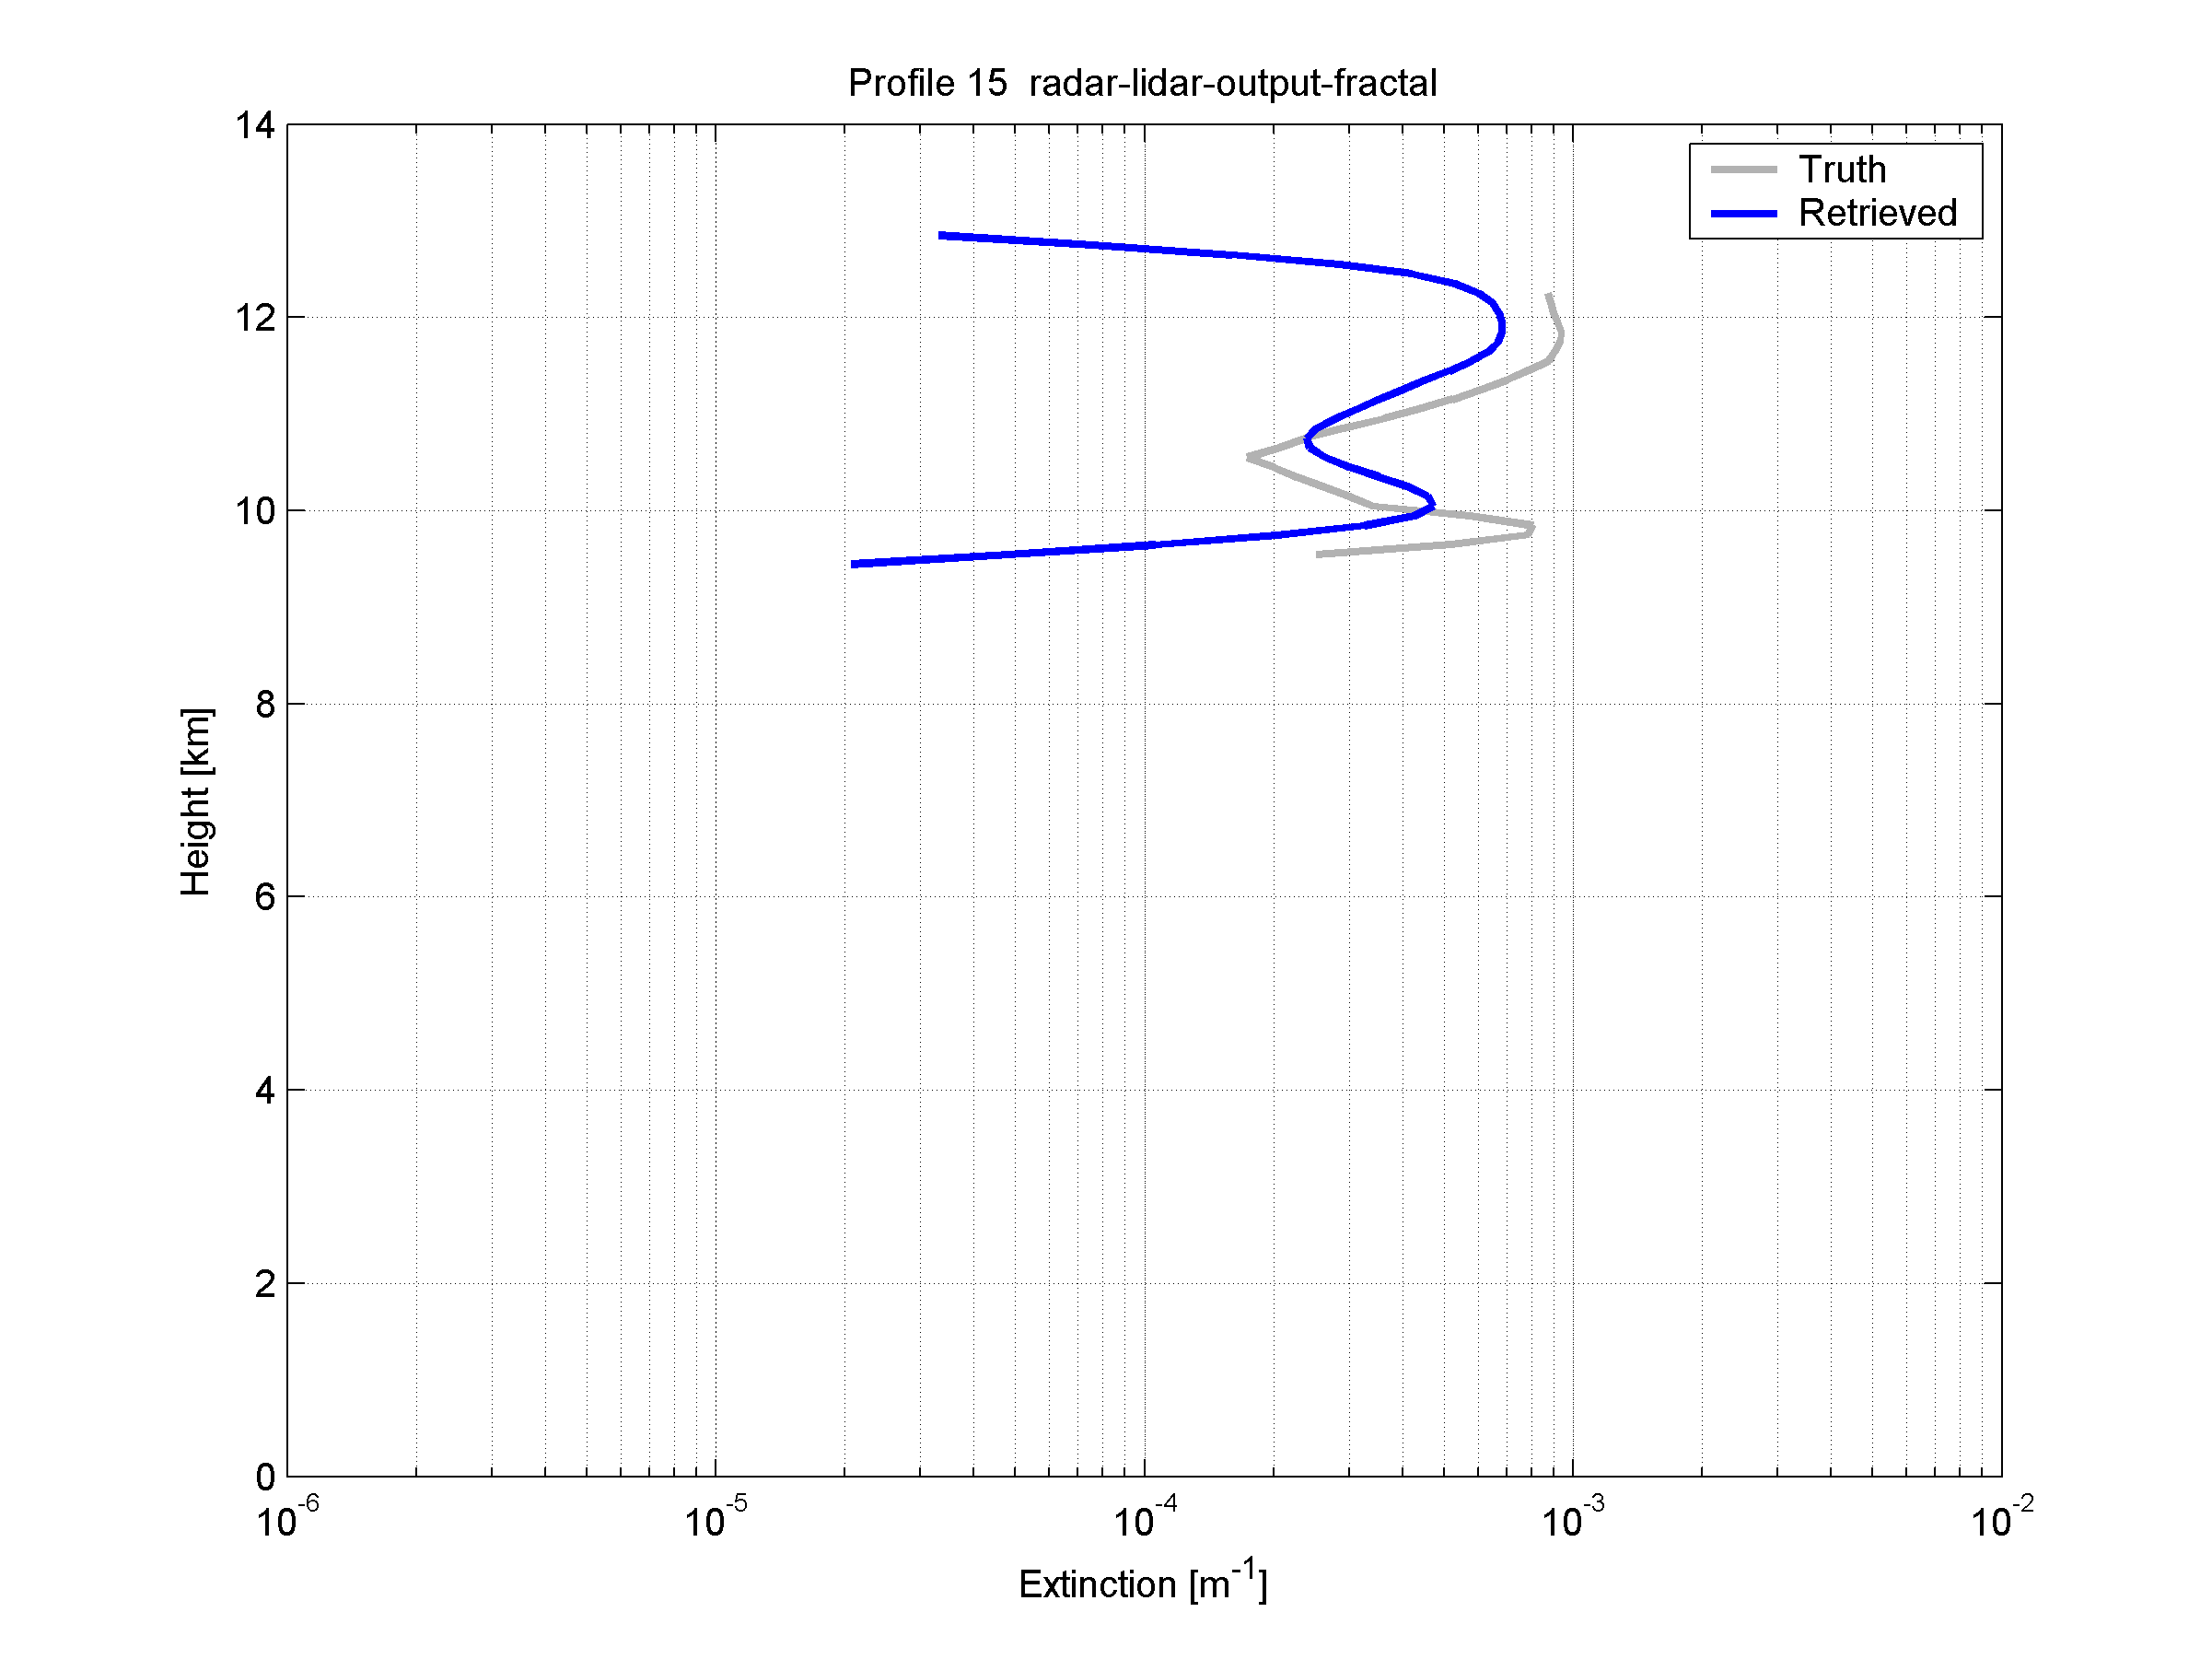 Profile 15  radar-lidar-output-fractal
Truth
Retrieved
14
12
10
8
6
4
2
0
Height [km]
10^-6 10^-5 10^-4 10^-3 10^-2
Extinction [m^-1]